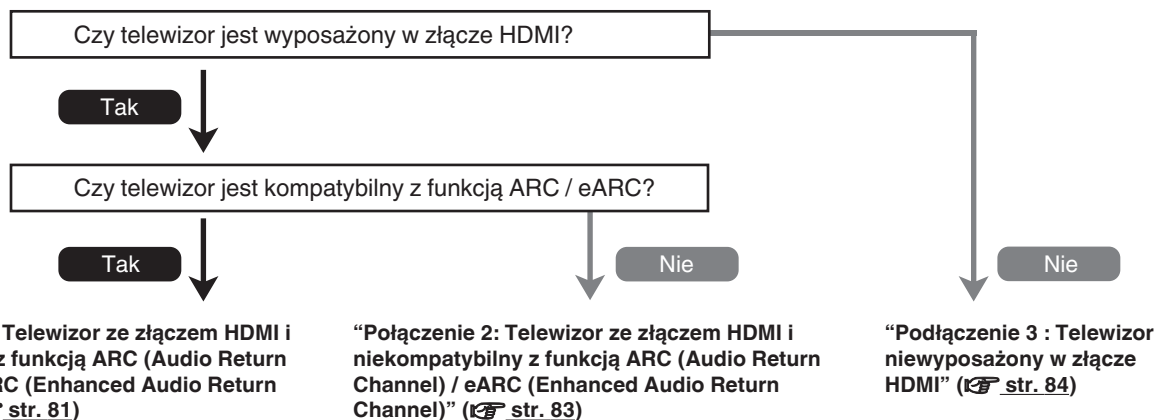 Czy telewizor jest wyposażony w złącze HDMI?
Tak
Czy telewizor jest kompatybilny z funkcją ARC / eARC?
Tak
Nie
Nie
Telewizor ze złączem HDMI i
z funkcją ARC (Audio Return
RC (Enhanced Audio Return
str. 81)
“Połączenie 2: Telewizor ze złączem HDMI i
niekompatybilny z funkcją ARC (Audio Return
Channel) / eARC (Enhanced Audio Return
Channel)” (☞ str. 83)
“Podłączenie 3 : Telewizor
niewyposażony w złącze
HDMI” (☞ str. 84)